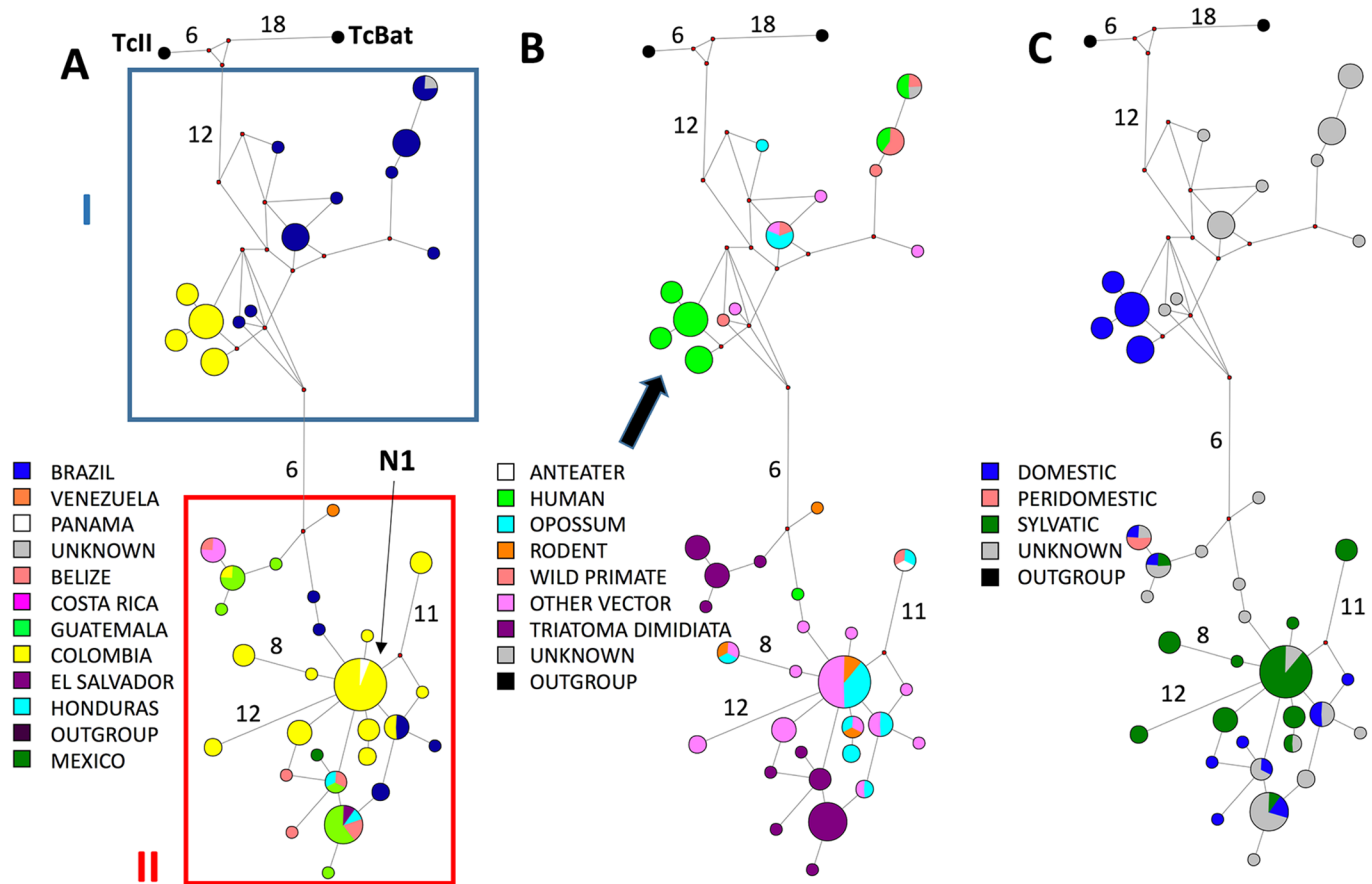 A
TcII
6
18
TcBat
12
I
6
N1
BRAZIL
VENEZUELA
PANAMA
UNKNOWN
BELIZE
COSTA RICA
GUATEMALA
COLOMBIA
EL SALVADOR
HONDURAS
OUTGROUP
MEXICO
11
8
12
II
B
6
18
12
6
ANTEATER
HUMAN
OPOSSUM
RODENT
WILD PRIMATE
OTHER VECTOR
TRIATOMA DIMIDIATA
UNKNOWN
OUTGROUP
11
8
12
C
6
18
12
6
DOMESTIC
PERIDOMESTIC
SYLVATIC
UNKNOWN
OUTGROUP
11
8
12